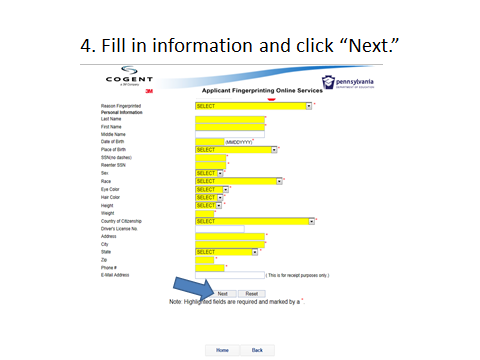 4. Fill in information and click “Next.”
COGENT
a 3M Company
3M
Applicant Fingerprinting Online Services
pennsylvania
DEPARTMENT OF EDUCATION
Reason Fingerprinted SELECT *
Personal Information
Last Name *
First Name *
Middle Name
Date of Birth (MMDDYYYY) *
Place of Birth SELECT *
SSN(no dashes) *
Reenter SSN *
Sex SELECT *
Race SELECT *
Eye Color SELECT *
Hair Color SELECT *
Height SELECT *
Weight *
Country of Citizenship SELECT *
Driver's License No.
Address *
City *
State SELECT *
Zip *
Phone # *
E-Mail Address ( This is for receipt purposes only.)
Next Reset
Note: Highlighted fields are required and marked by a *.
Home Back